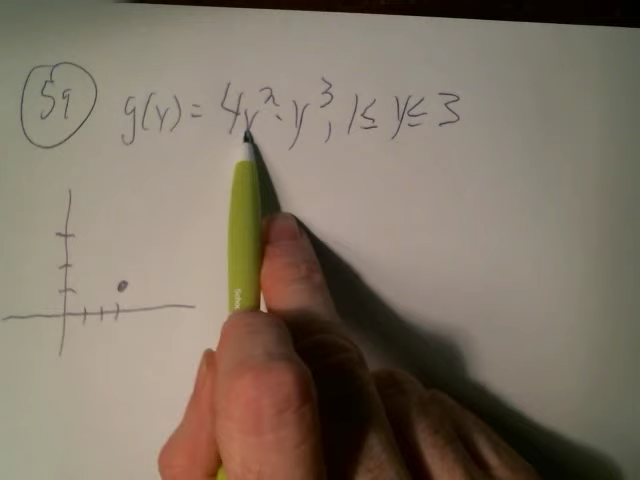 59 g(y) = 4y² - y³, 1 ≤ y ≤ 3